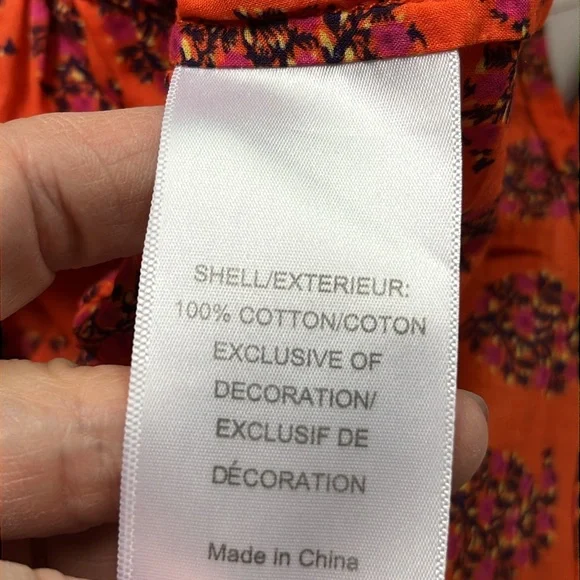 SHELL/EXTERIEUR:
100% COTTON/COTON
EXCLUSIVE OF
DECORATION/
EXCLUSIF DE
DÉCORATION
Made in China